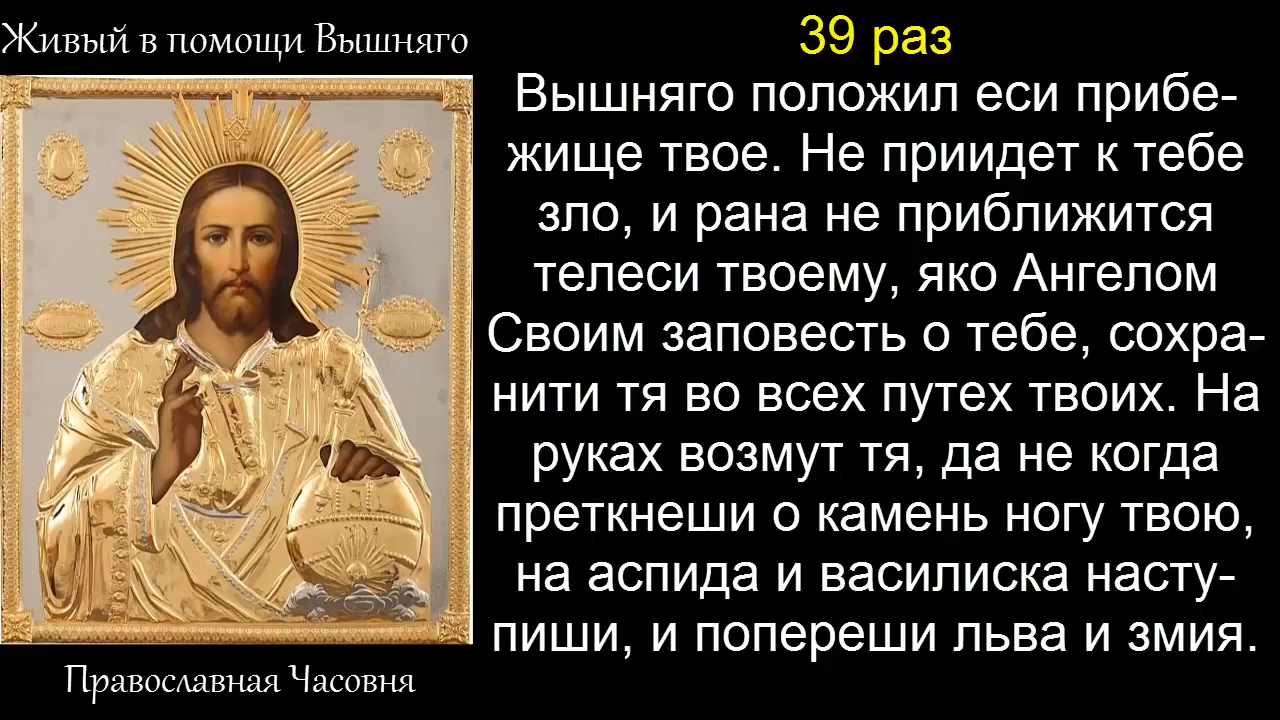 Живый в помощи Вышняго
39 раз
Вышняго положил еси прибе-
жище твое. Не приидет к тебе
зло, и рана не приближится
телеси твоему, яко Ангелом
Своим заповесть о тебе, сохра-
нити тя во всех путех твоих. На
руках возмут тя, да не когда
преткнеши о камень ногу твою,
на аспида и василиска насту-
пиши, и попереши льва и змия.
Православная Часовня